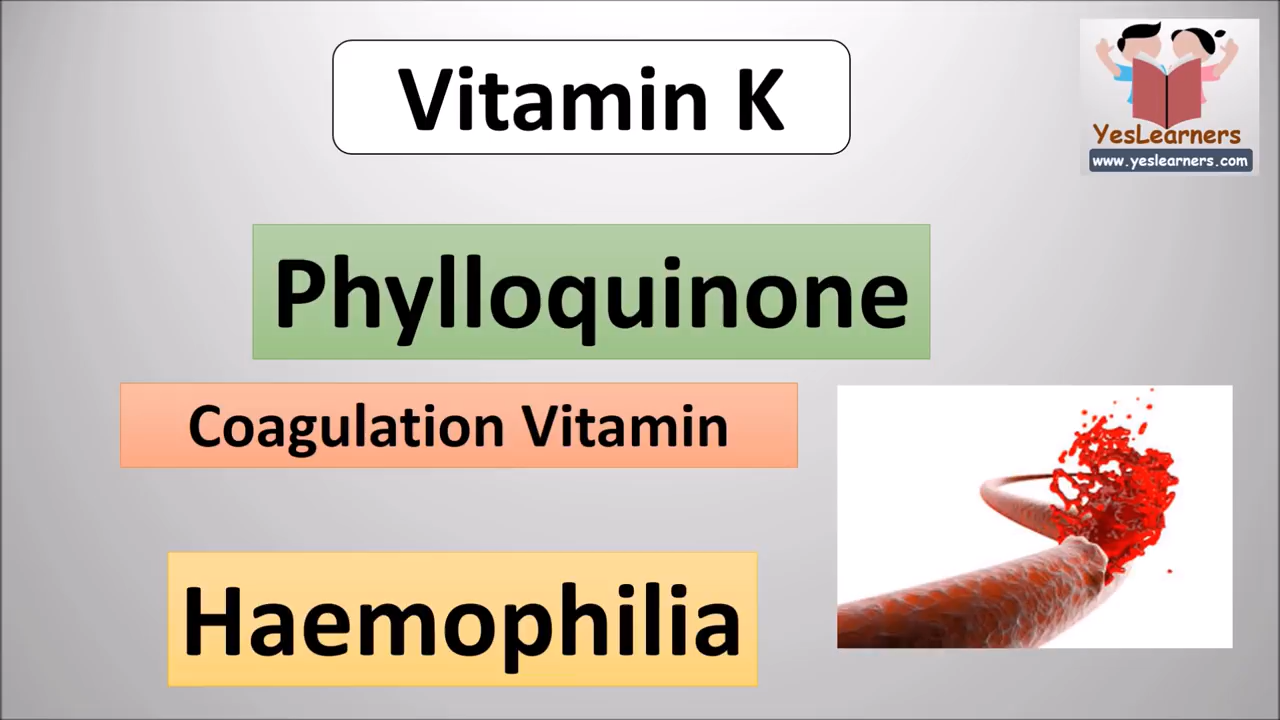 Vitamin K
YesLearners
www.yeslearners.com
Phylloquinone
Coagulation Vitamin
Haemophilia